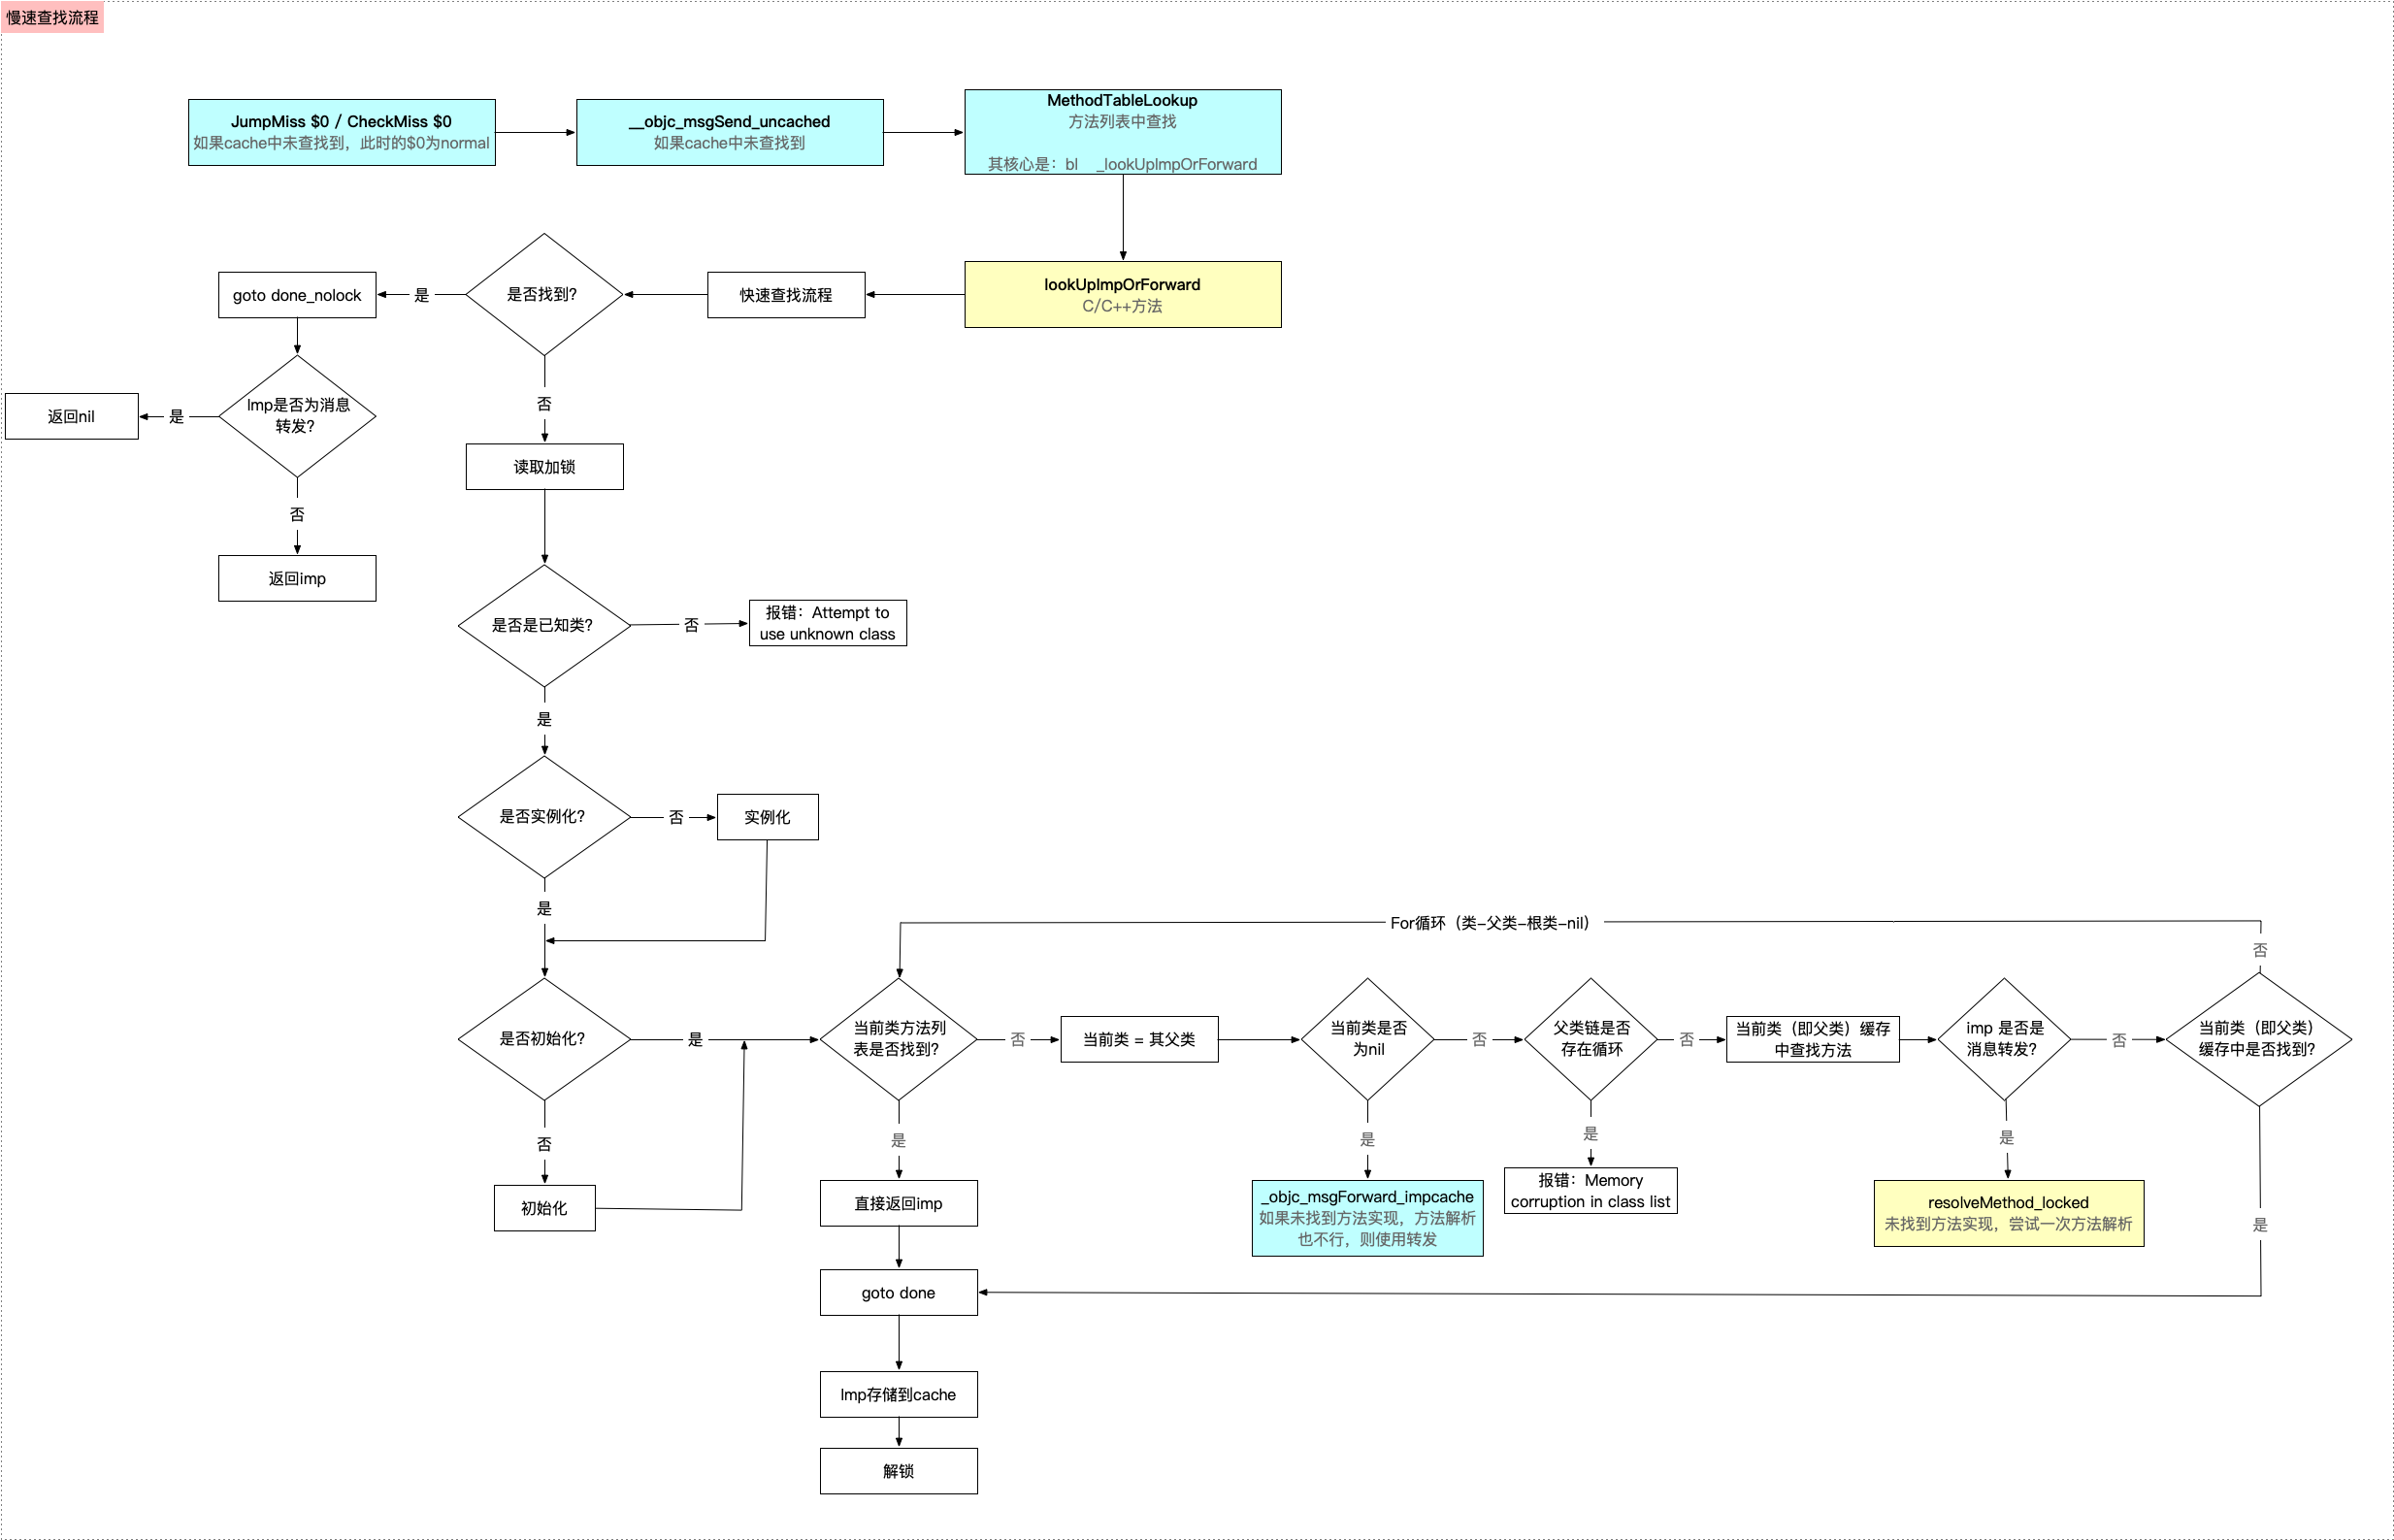 慢速查找流程
JumpMiss $0 / CheckMiss $0
如果cache中未查找到，此时的$0为normal
__objc_msgSend_uncached
如果cache中未查找到
MethodTableLookup
方法列表中查找
其核心是：bl _lookUpImpOrForward
lookUpImpOrForward
C/C++方法
快速查找流程
是否找到?
是
goto done_nolock
Imp是否为消息
转发?
是
返回nil
否
返回imp
否
读取加锁
是否是已知类?
否
报错：Attempt to
use unknown class
是
是否实例化?
否
实例化
是
是否初始化?
是
否
初始化
For循环（类-父类-根类-nil）
当前类方法列
表是否找到?
否
当前类 = 其父类
当前类是否
为nil
否
父类链是否
存在循环
否
当前类（即父类）缓存
中查找方法
imp 是否是
消息转发?
否
当前类（即父类）
缓存中是否找到?
否
是
直接返回imp
是
_objc_msgForward_impcache
如果未找到方法实现，方法解析
也不行，则使用转发
是
报错：Memory
corruption in class list
是
resolveMethod_locked
未找到方法实现，尝试一次方法解析
是
goto done
Imp存储到cache
解锁